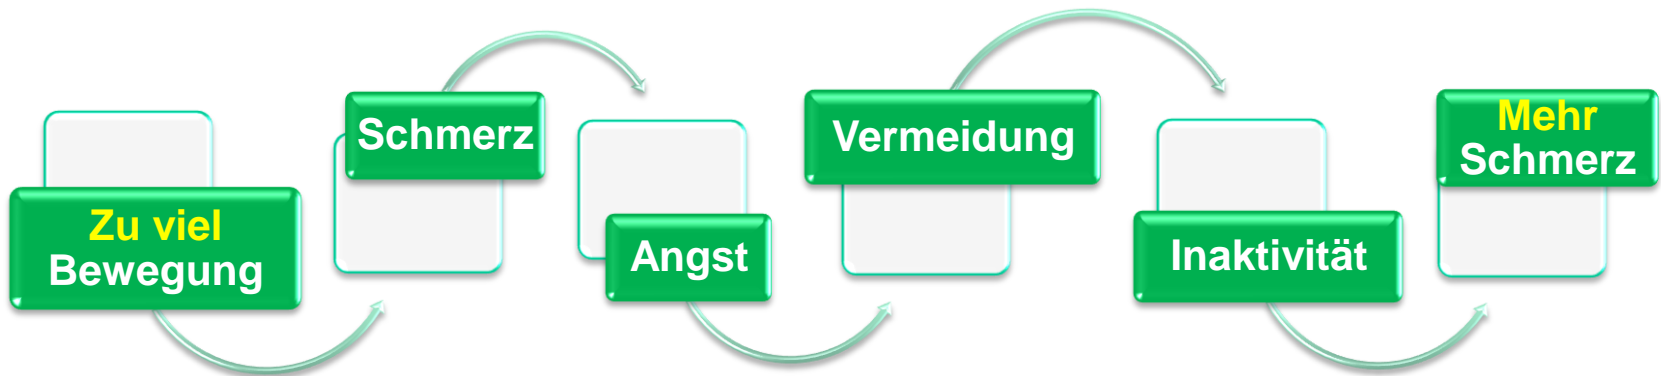 Zu viel
Bewegung
Schmerz
Angst
Vermeidung
Inaktivität
Mehr
Schmerz